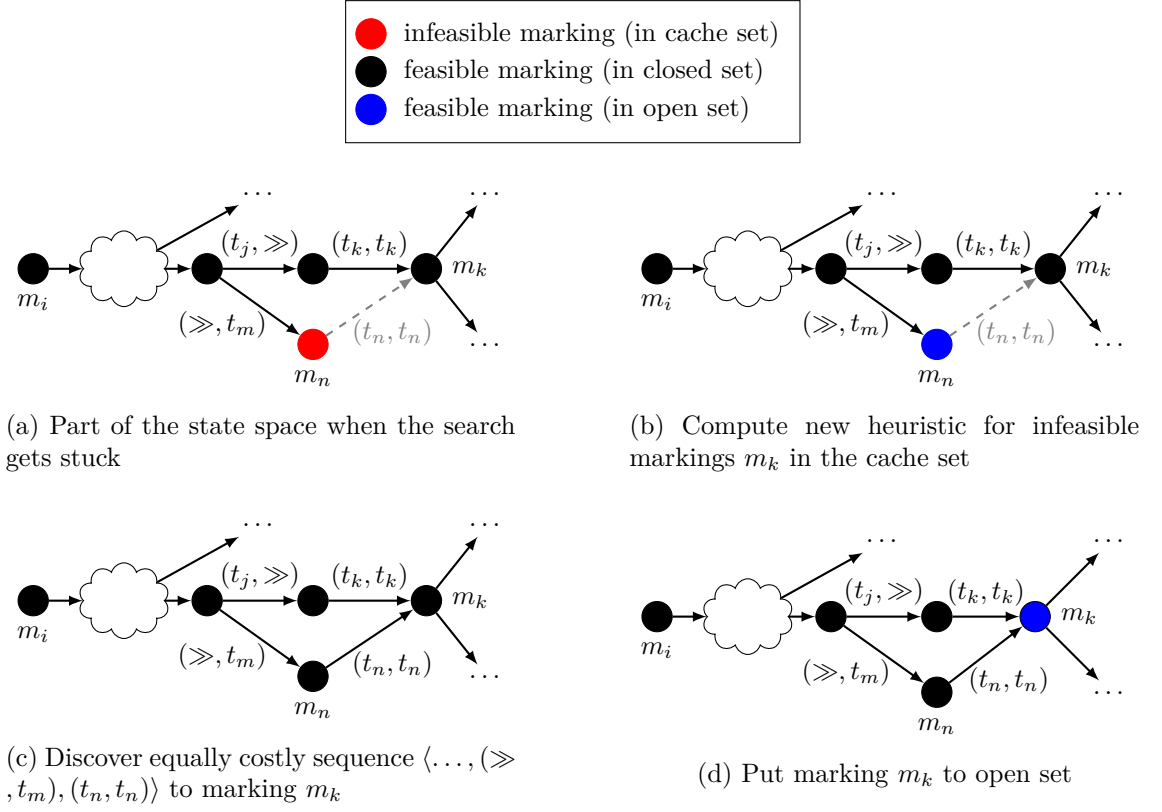 infeasible marking (in cache set)
feasible marking (in closed set)
feasible marking (in open set)
...
...
(t_j, ≫) (t_k, t_k)
m_i
m_k
(≫, t_m)
(t_n, t_n)
...
m_n
(a) Part of the state space when the search
gets stuck
...
...
(t_j, ≫) (t_k, t_k)
m_i
m_k
(≫, t_m)
(t_n, t_n)
...
m_n
(b) Compute new heuristic for infeasible
markings m_k in the cache set
...
...
(t_j, ≫) (t_k, t_k)
m_i
m_k
(≫, t_m)
(t_n, t_n)
...
m_n
(c) Discover equally costly sequence ⟨..., (≫
, t_m), (t_n, t_n)⟩ to marking m_k
...
...
(t_j, ≫) (t_k, t_k)
m_i
m_k
(≫, t_m)
(t_n, t_n)
...
m_n
(d) Put marking m_k to open set